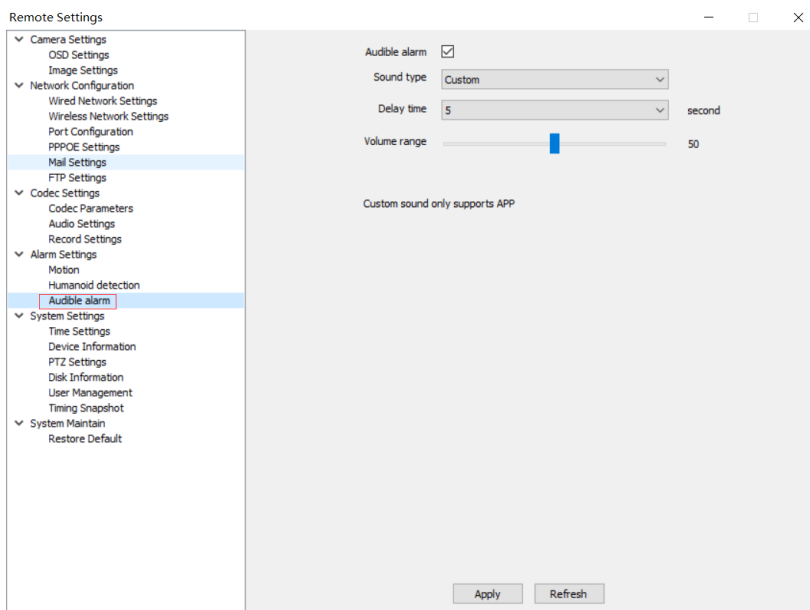 Remote Settings
Camera Settings
OSD Settings
Image Settings
Network Configuration
Wired Network Settings
Wireless Network Settings
Port Configuration
PPPOE Settings
Mail Settings
FTP Settings
Codec Settings
Codec Parameters
Audio Settings
Record Settings
Alarm Settings
Motion
Humanoid detection
Audible alarm
System Settings
Time Settings
Device Information
PTZ Settings
Disk Information
User Management
Timing Snapshot
System Maintain
Restore Default
Audible alarm
Sound type Custom
Delay time 5 second
Volume range 50
Custom sound only supports APP
Apply Refresh